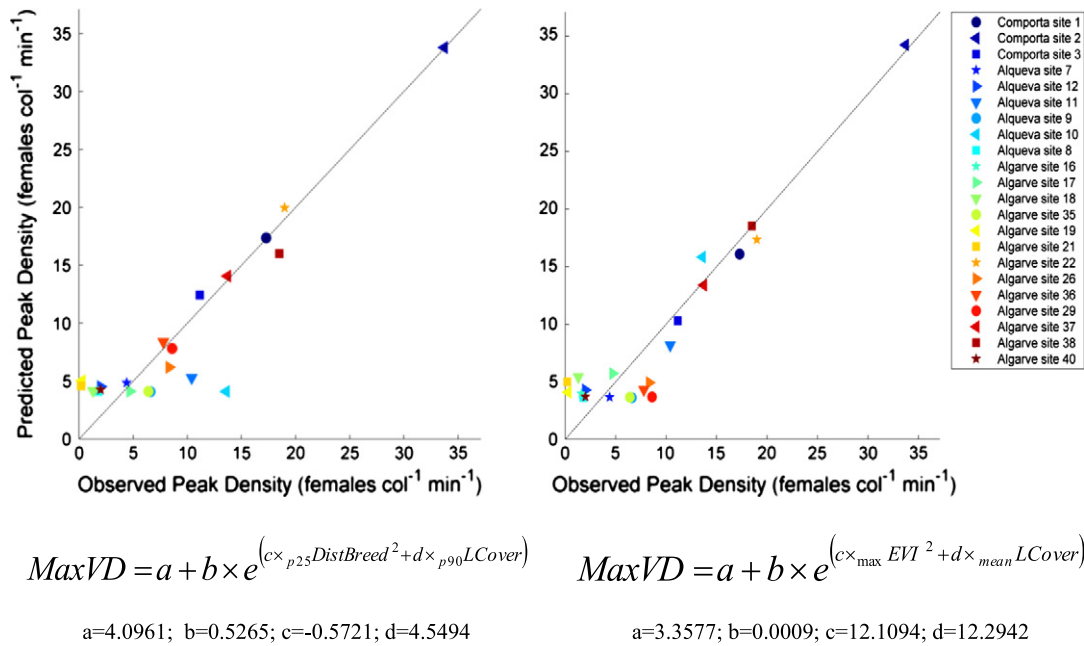 35
30
25
20
15
10
5
0
0 5 10 15 20 25 30 35
Predicted Peak Density (females col⁻¹ min⁻¹)
Observed Peak Density (females col⁻¹ min⁻¹)
35
30
25
20
15
10
5
0
0 5 10 15 20 25 30 35
Observed Peak Density (females col⁻¹ min⁻¹)
Comporta site 1
Comporta site 2
Comporta site 3
Alqueva site 7
Alqueva site 12
Alqueva site 11
Alqueva site 9
Alqueva site 10
Alqueva site 8
Algarve site 16
Algarve site 17
Algarve site 18
Algarve site 35
Algarve site 19
Algarve site 21
Algarve site 22
Algarve site 26
Algarve site 36
Algarve site 29
Algarve site 37
Algarve site 38
Algarve site 40
MaxVD = a + b × e^(c× p25 DistBreed² + d× p90 LCover)
a=4.0961; b=0.5265; c=-0.5721; d=4.5494
MaxVD = a + b × e^(c× max EVI² + d× mean LCover)
a=3.3577; b=0.0009; c=12.1094; d=12.2942